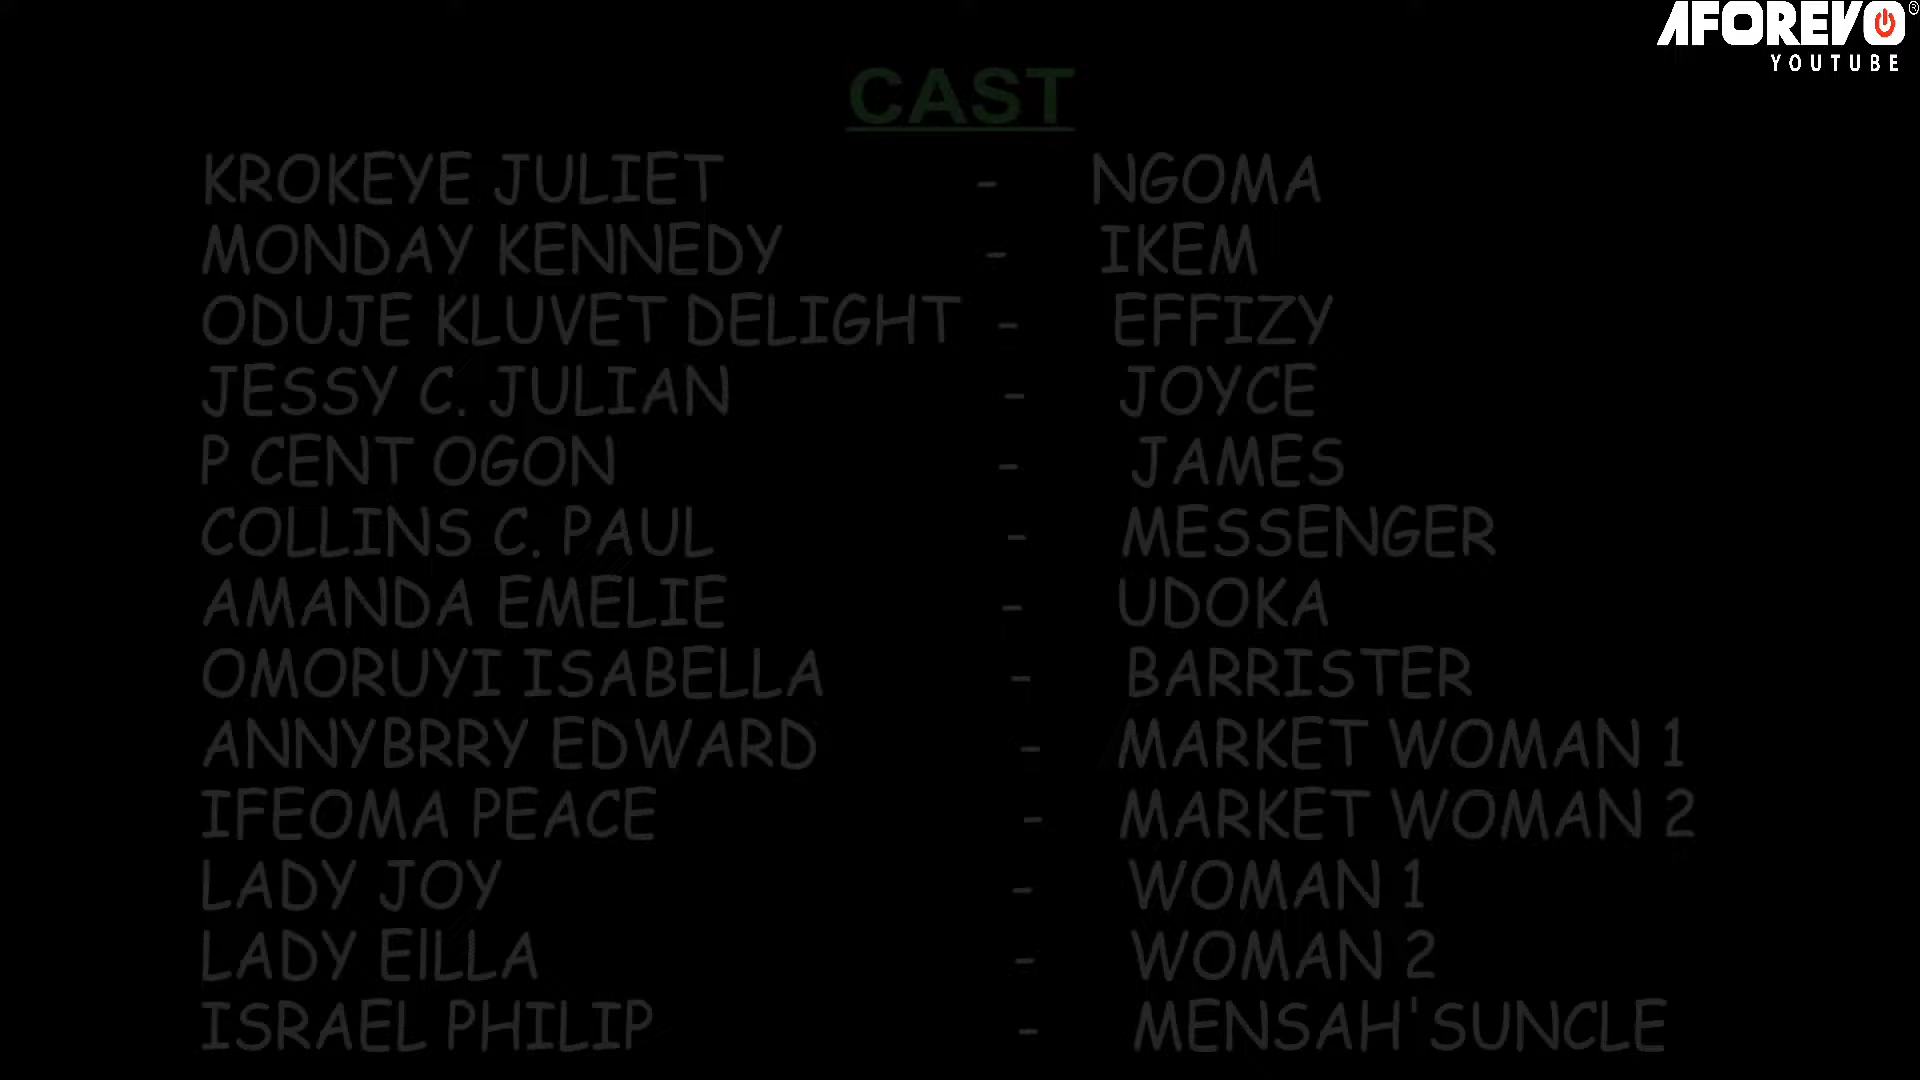 AFOREVO®
YOUTUBE
CAST
KROKEYE JULIET - NGOMA
MONDAY KENNEDY - IKEM
ODUJE KLUVET DELIGHT - EFFIZY
JESSY C. JULIAN - JOYCE
P CENT OGON - JAMES
COLLINS C. PAUL - MESSENGER
AMANDA EMELIE - UDOKA
OMORUYI ISABELLA - BARRISTER
ANNYBRRY EDWARD - MARKET WOMAN 1
IFEOMA PEACE - MARKET WOMAN 2
LADY JOY - WOMAN 1
LADY EILLA - WOMAN 2
ISRAEL PHILIP - MENSAH'SUNCLE